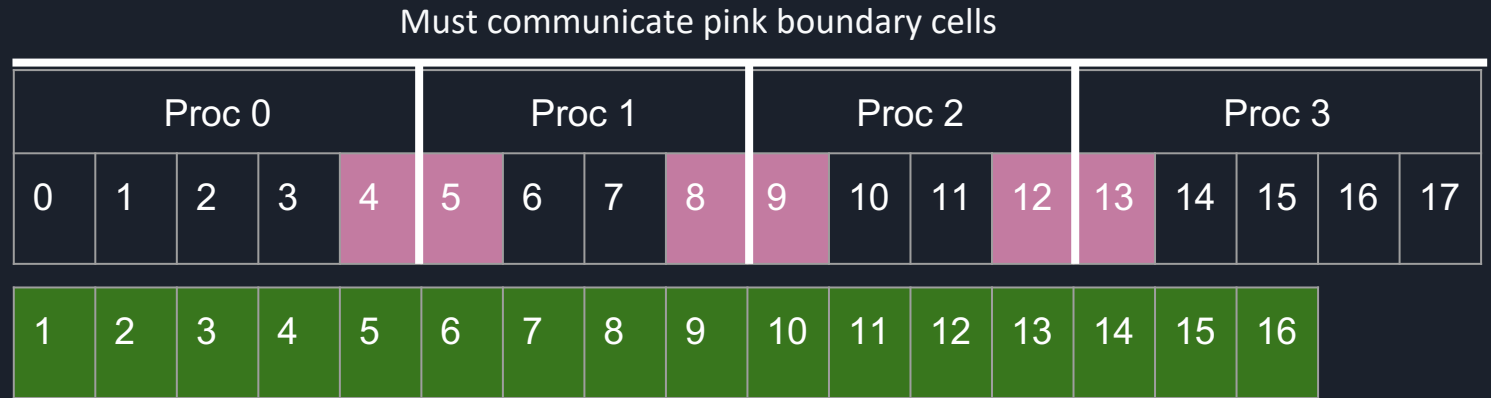 Must communicate pink boundary cells
Proc 0 Proc 1 Proc 2 Proc 3
0 1 2 3 4 5 6 7 8 9 10 11 12 13 14 15 16 17
1 2 3 4 5 6 7 8 9 10 11 12 13 14 15 16